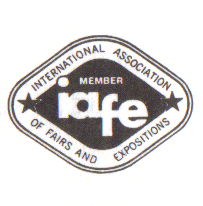 INTERNATIONAL ASSOCIATION
MEMBER
iafe
OF FAIRS AND EXPOSITIONS